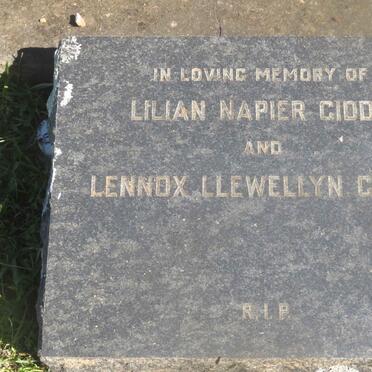 IN LOVING MEMORY OF
LILIAN NAPIER
AND
LENNOX LLEWELLYN
R.I.P.